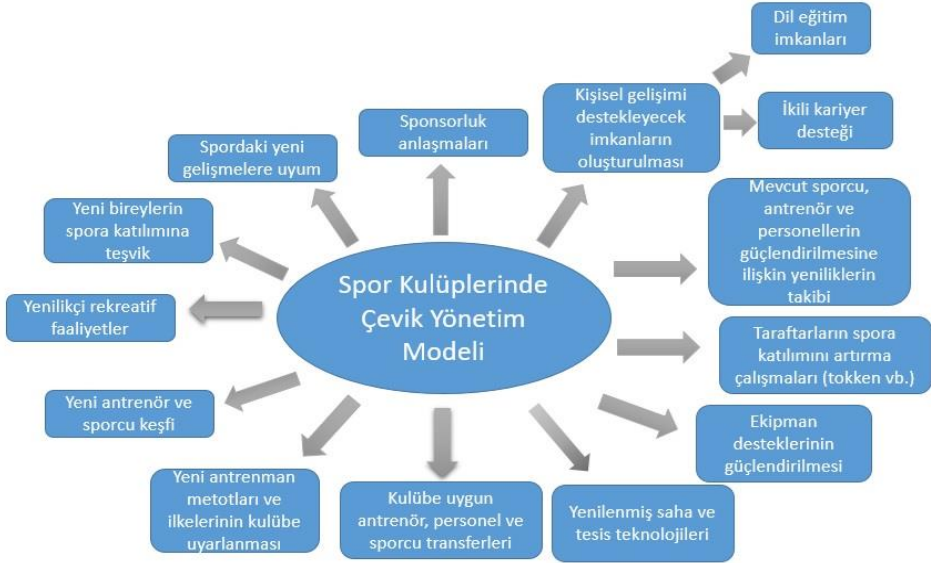 Spor Kulüplerinde
Çevik Yönetim
Modeli
Sponsorluk
anlaşmaları
Kişisel gelişimi
destekleyecek
imkanların
oluşturulması
Dil eğitim
imkanları
İkili kariyer
desteği
Mevcut sporcu,
antrenör ve
personellerin
güçlendirilmesine
ilişkin yeniliklerin
takibi
Taraftarların spora
katılımını artırma
çalışmaları (tokken vb.)
Ekipman
desteklerinin
güçlendirilmesi
Yenilenmiş saha ve
tesis teknolojileri
Kulübe uygun
antrenör, personel ve
sporcu transferleri
Yeni antrenman
metotları ve
ilkelerinin kulübe
uyarlanması
Yeni antrenör ve
sporcu keşfi
Yenilikçi rekreatif
faaliyetler
Yeni bireylerin
spora katılımına
teşvik
Spordaki yeni
gelişmelere uyum